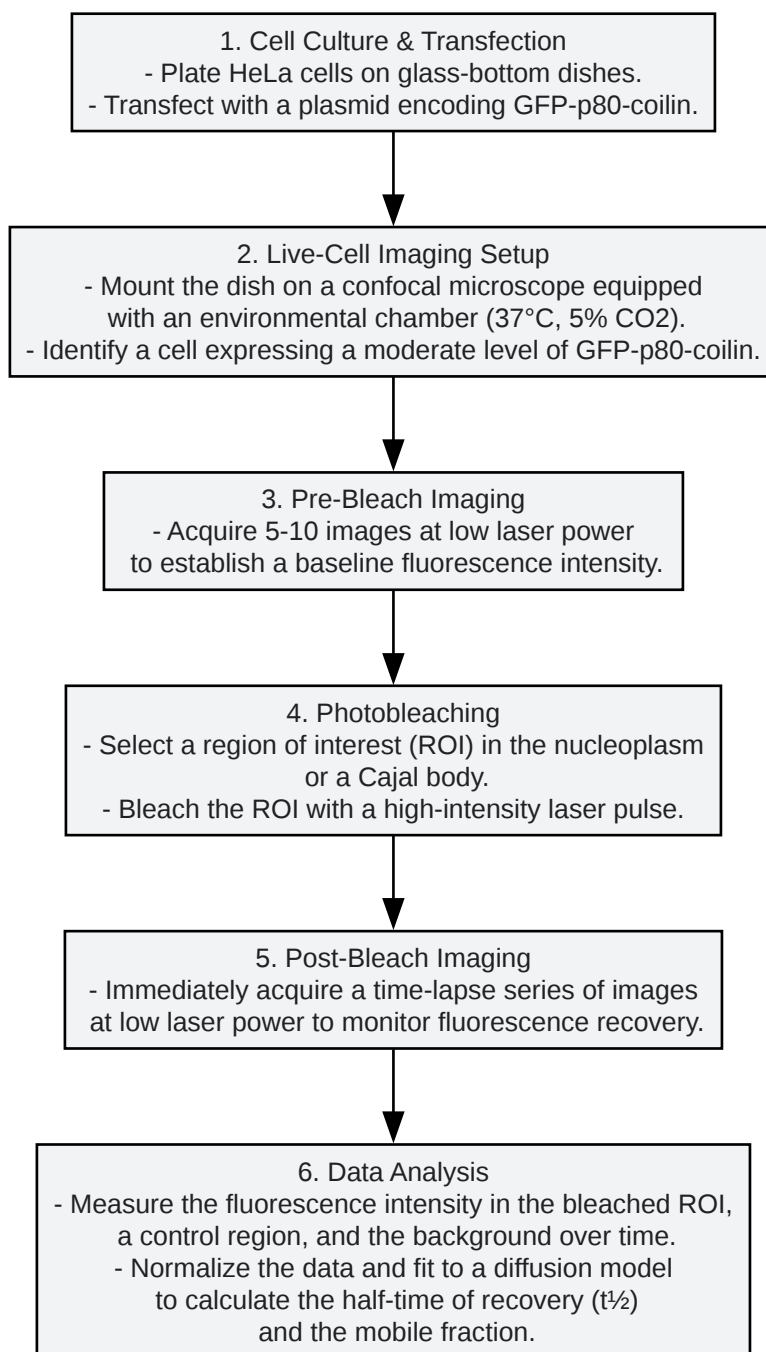 1. Cell Culture & Transfection
- Plate HeLa cells on glass-bottom dishes.
- Transfect with a plasmid encoding GFP-p80-coilin.
2. Live-Cell Imaging Setup
- Mount the dish on a confocal microscope equipped
with an environmental chamber (37°C, 5% CO2).
- Identify a cell expressing a moderate level of GFP-p80-coilin.
3. Pre-Bleach Imaging
- Acquire 5-10 images at low laser power
to establish a baseline fluorescence intensity.
4. Photobleaching
- Select a region of interest (ROI) in the nucleoplasm
or a Cajal body.
- Bleach the ROI with a high-intensity laser pulse.
5. Post-Bleach Imaging
- Immediately acquire a time-lapse series of images
at low laser power to monitor fluorescence recovery.
6. Data Analysis
- Measure the fluorescence intensity in the bleached ROI,
a control region, and the background over time.
- Normalize the data and fit to a diffusion model
to calculate the half-time of recovery (t½)
and the mobile fraction.